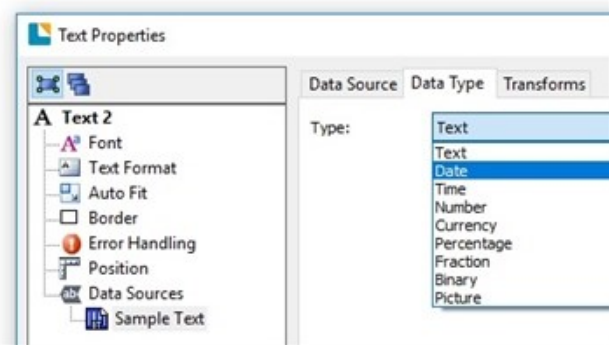 Text Properties
Data Source Data Type Transforms
A Text 2
Font
Text Format
Auto Fit
Border
Error Handling
Position
Data Sources
Sample Text
Type: Text
Text
Date
Time
Number
Currency
Percentage
Fraction
Binary
Picture